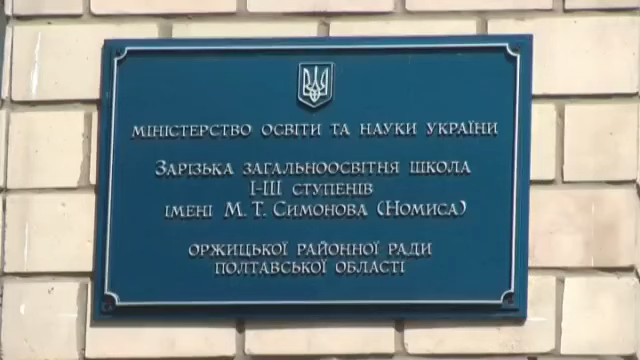 МІНІСТЕРСТВО ОСВІТИ ТА НАУКИ УКРАЇНИ
ЗАРІЗЬКА ЗАГАЛЬНООСВІТНЯ ШКОЛА
І-ІІІ СТУПЕНІВ
ІМЕНІ М. Т. СИМОНОВА (НОМИСА)
ОРЖИЦЬКОЇ РАЙОННОЇ РАДИ
ПОЛТАВСЬКОЇ ОБЛАСТІ